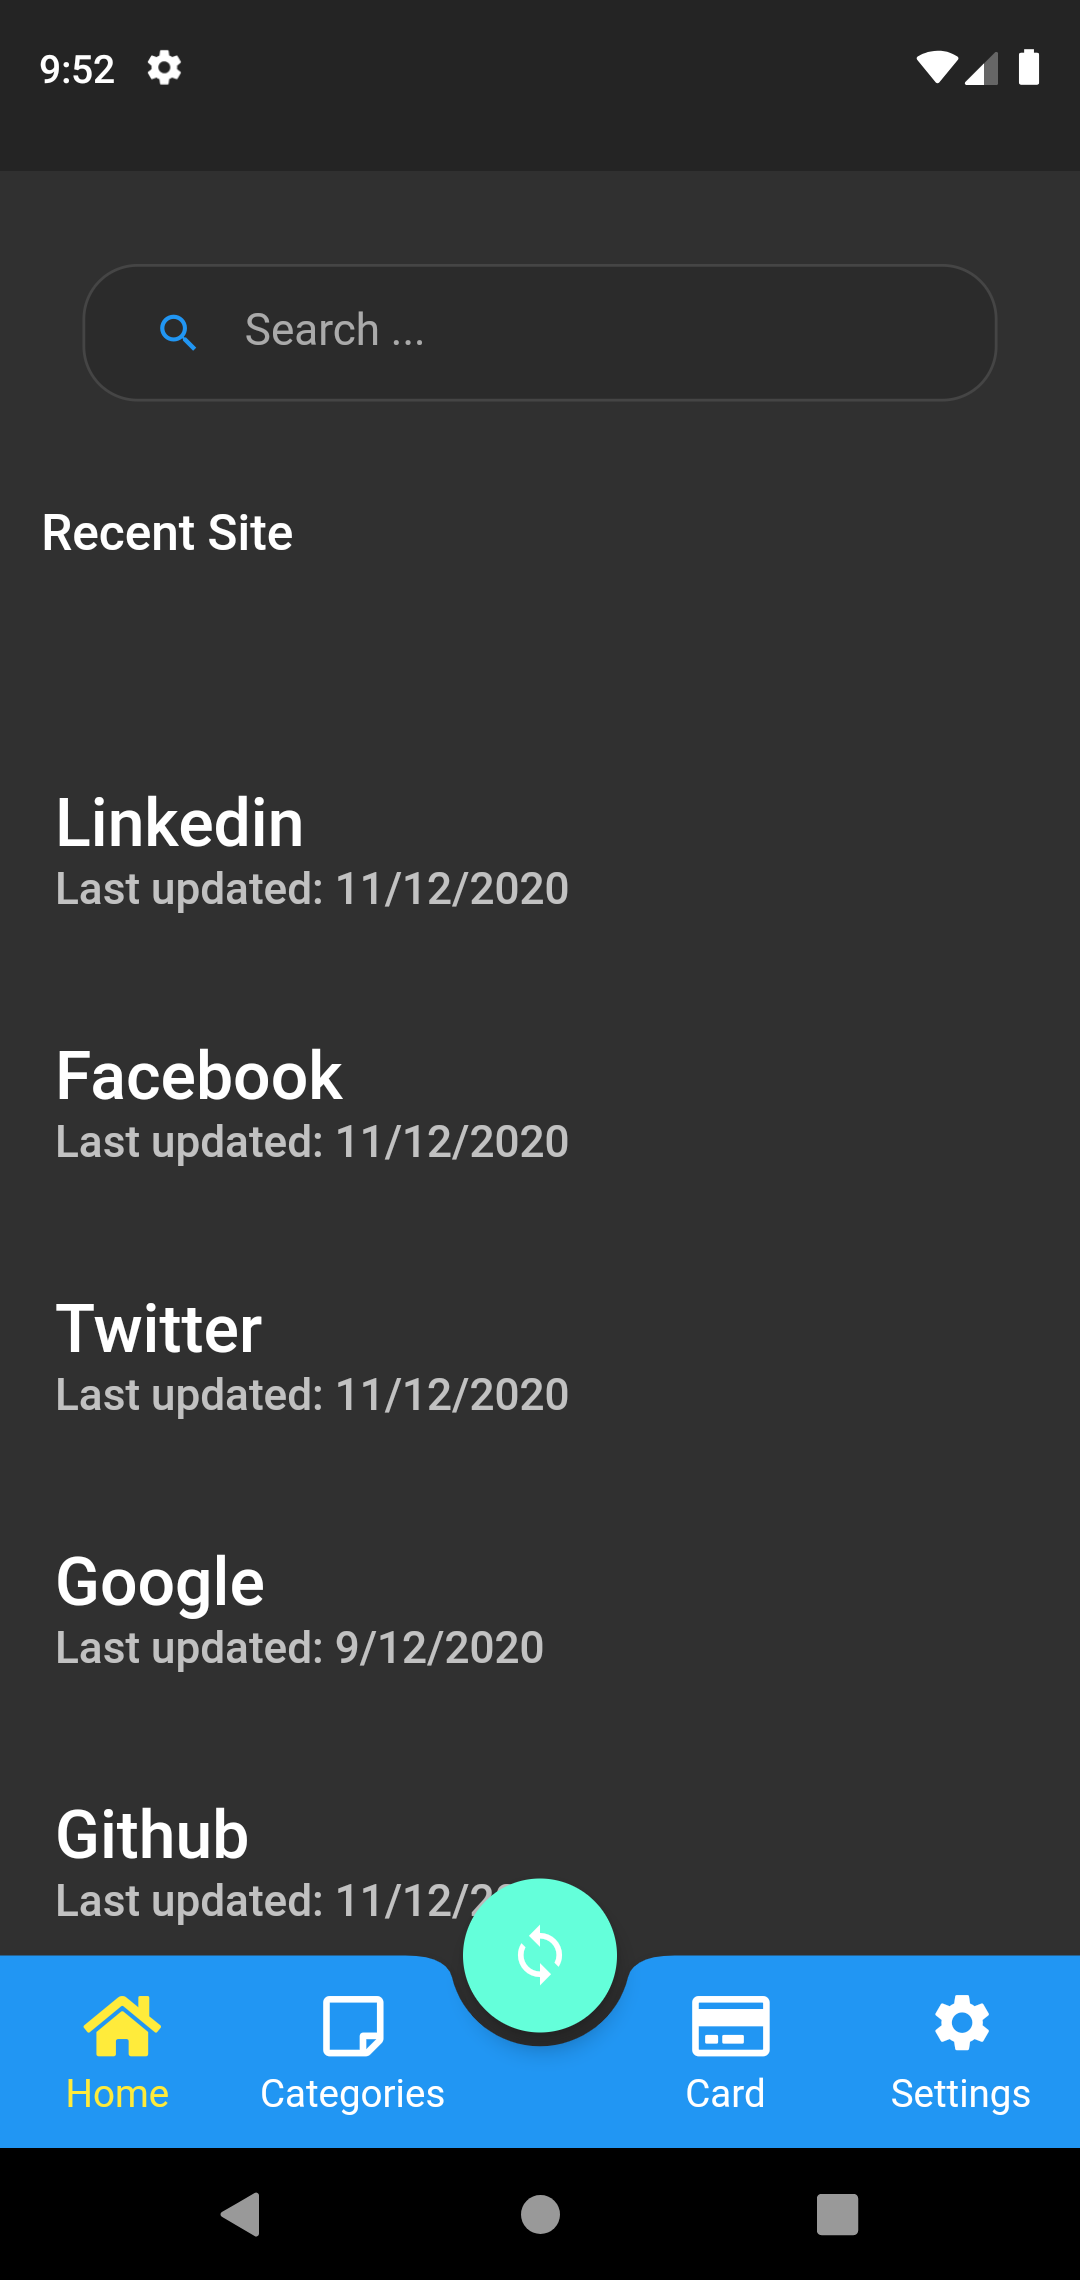 9:52
Search ...
Recent Site
Linkedin
Last updated: 11/12/2020
Facebook
Last updated: 11/12/2020
Twitter
Last updated: 11/12/2020
Google
Last updated: 9/12/2020
Github
Last updated: 11/12/2
Home
Categories
Card
Settings